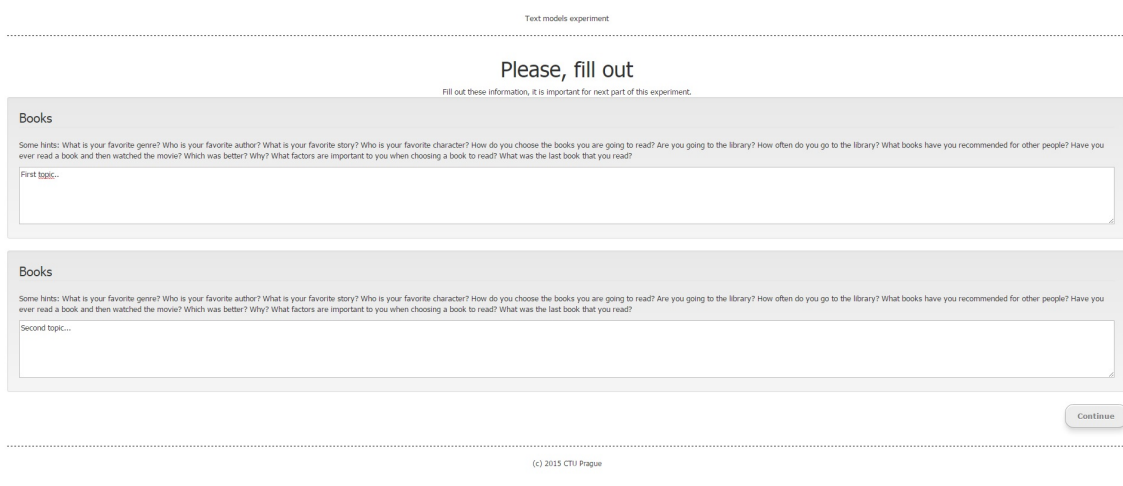 Text models experiment
Please, fill out
Fill out these information, it is important for next part of this experiment.
Books
Some hints: What is your favorite genre? Who is your favorite author? What is your favorite story? Who is your favorite character? How do you choose the books you are going to read? Are you going to the library? How often do you go to the library? What books have you recommended for other people? Have you
ever read a book and then watched the movie? Which was better? Why? What factors are important to you when choosing a book to read? What was the last book that you read?
First topic..
Books
Some hints: What is your favorite genre? Who is your favorite author? What is your favorite story? Who is your favorite character? How do you choose the books you are going to read? Are you going to the library? How often do you go to the library? What books have you recommended for other people? Have you
ever read a book and then watched the movie? Which was better? Why? What factors are important to you when choosing a book to read? What was the last book that you read?
Second topic...
Continue
(c) 2015 CTU Prague